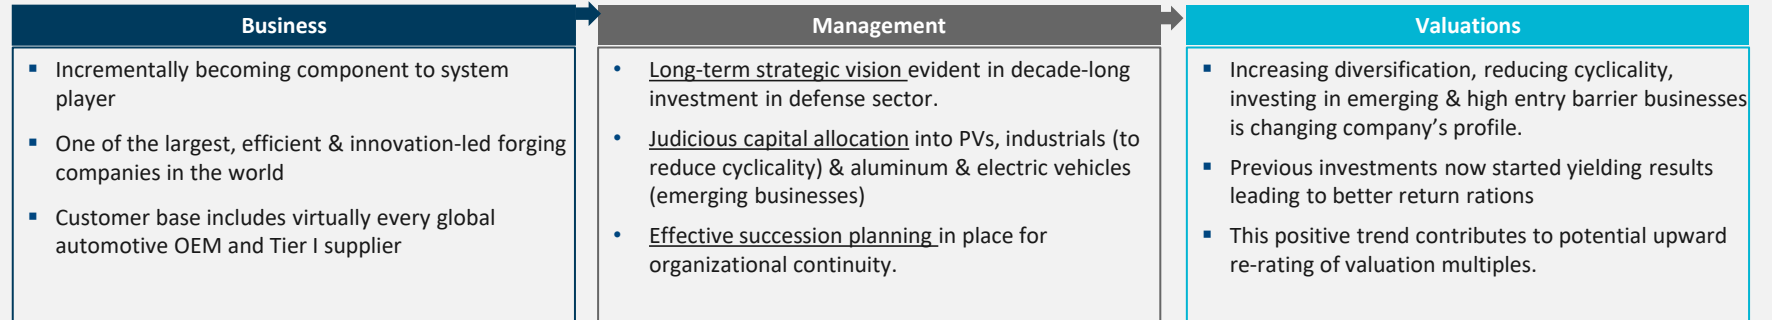 Business
▪ Incrementally becoming component to system
player
▪ One of the largest, efficient & innovation-led forging
companies in the world
▪ Customer base includes virtually every global
automotive OEM and Tier I supplier
Management
• Long-term strategic vision evident in decade-long
investment in defense sector.
• Judicious capital allocation into PVs, industrials (to
reduce cyclicality) & aluminum & electric vehicles
(emerging businesses)
• Effective succession planning in place for
organizational continuity.
Valuations
▪ Increasing diversification, reducing cyclicality,
investing in emerging & high entry barrier businesses
is changing company’s profile.
▪ Previous investments now started yielding results
leading to better return rations
▪ This positive trend contributes to potential upward
re-rating of valuation multiples.